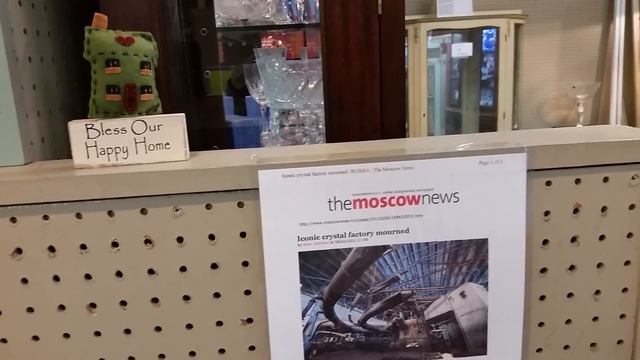 Bless Our
Happy Home
Iconic crystal factory mourned | RUSSIA | The Moscow News
Page 1 of 3
themoscownews
Iconic crystal factory mourned